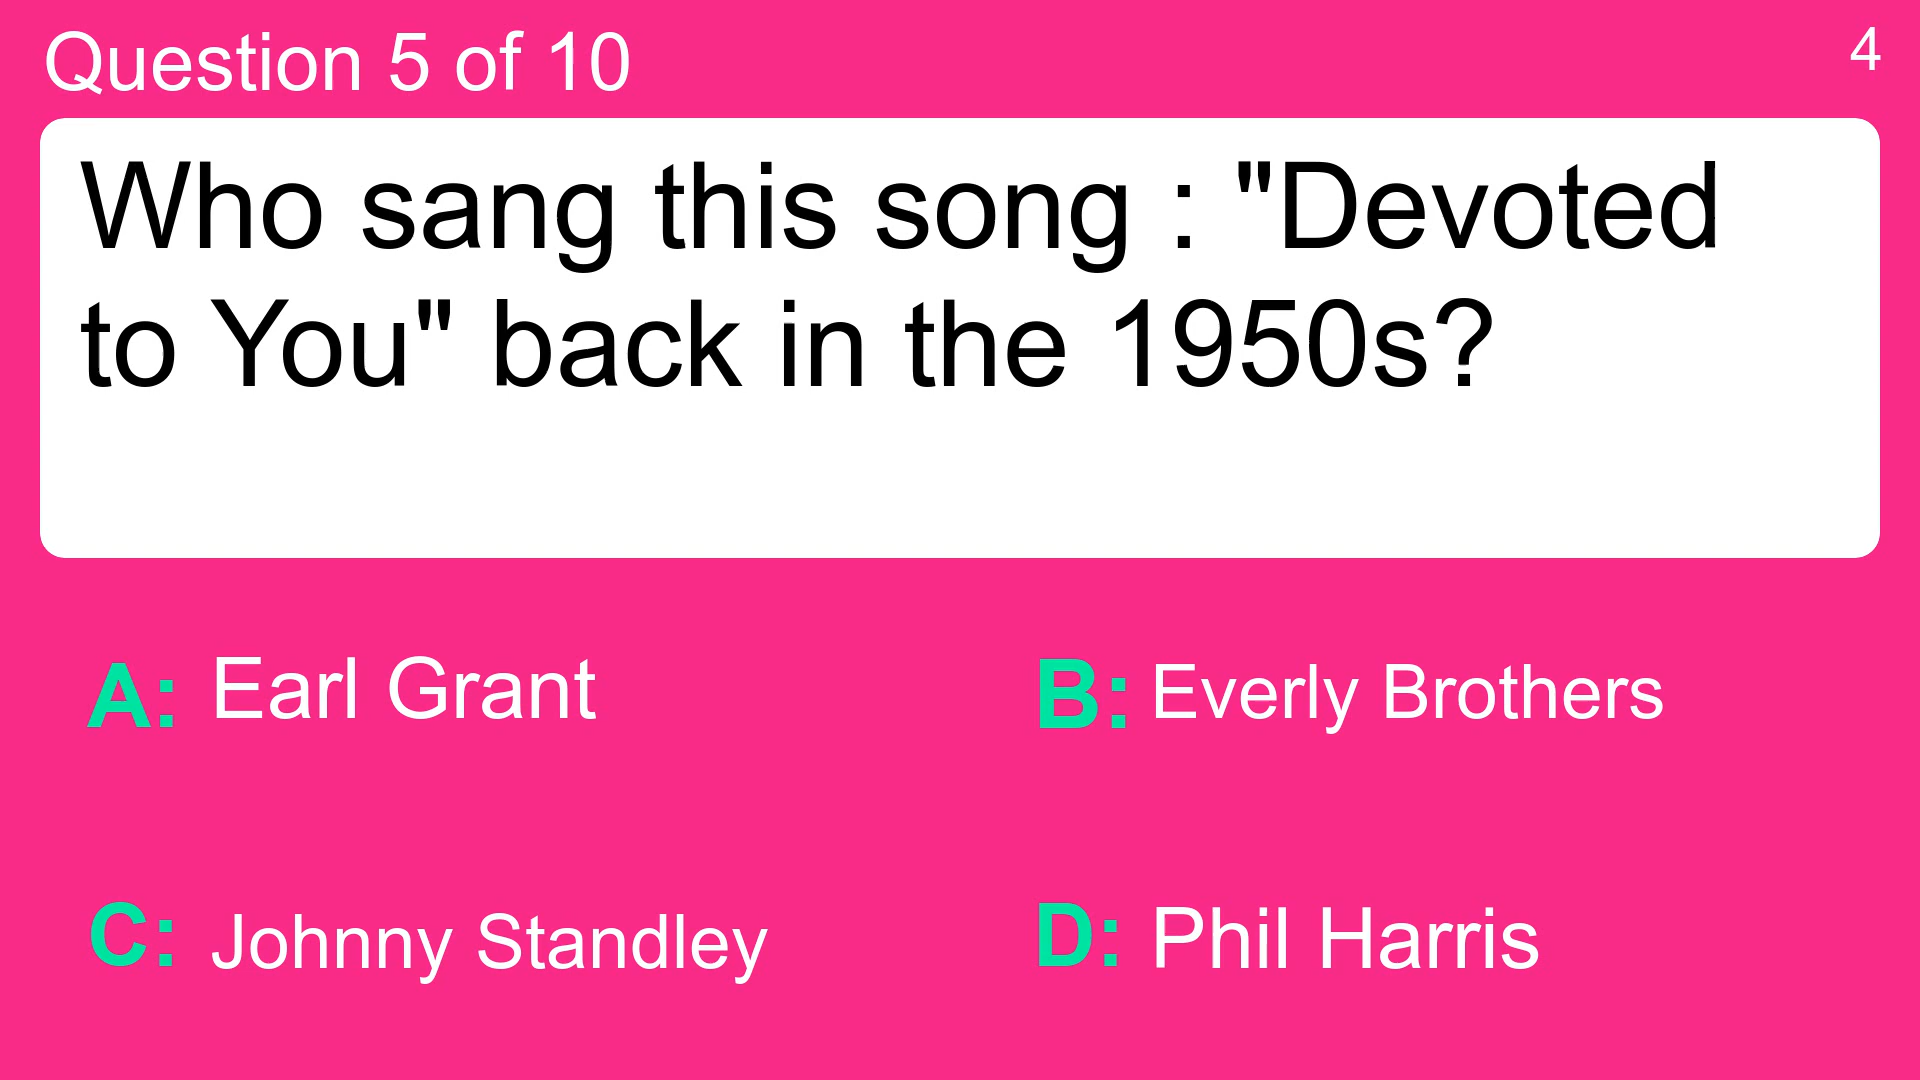 Question 5 of 10
4
Who sang this song : "Devoted
to You" back in the 1950s?
A: Earl Grant
B: Everly Brothers
C: Johnny Standley
D: Phil Harris